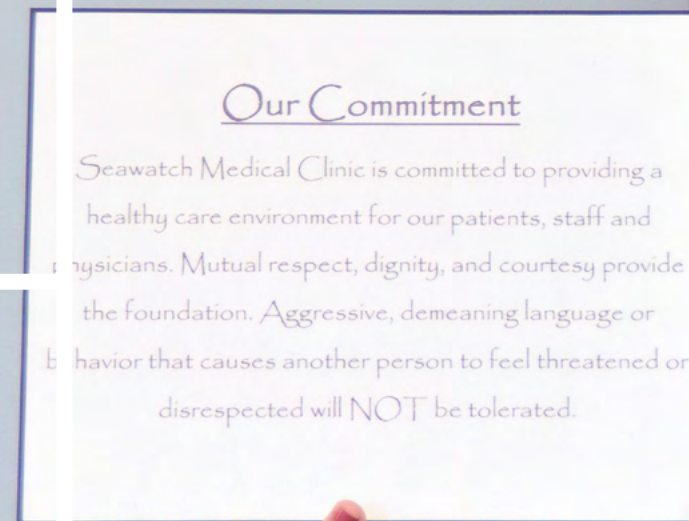 Our Commitment
Seawatch Medical Clinic is committed to providing a
healthy care environment for our patients, staff and
physicians. Mutual respect, dignity, and courtesy provide
the foundation. Aggressive, demeaning language or
behavior that causes another person to feel threatened or
disrespected will NOT be tolerated.